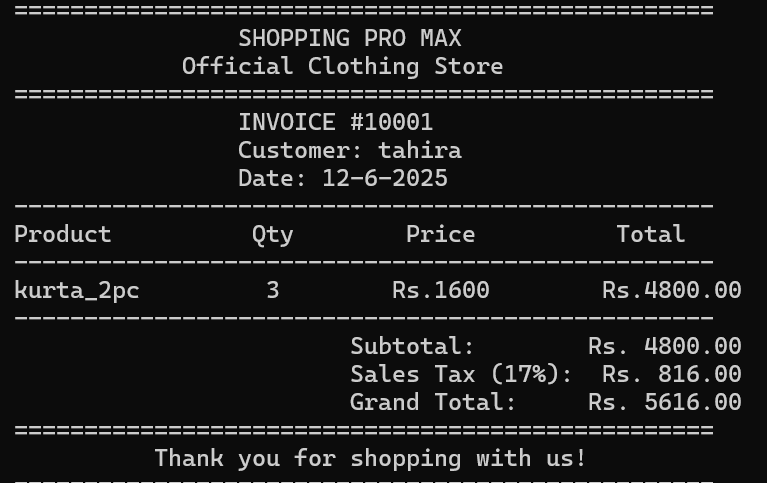 ==================================================
SHOPPING PRO MAX
Official Clothing Store
==================================================
INVOICE #10001
Customer: tahira
Date: 12-6-2025
--------------------------------------------------
Product Qty Price Total
--------------------------------------------------
kurta_2pc 3 Rs.1600 Rs.4800.00
--------------------------------------------------
Subtotal: Rs. 4800.00
Sales Tax (17%): Rs. 816.00
Grand Total: Rs. 5616.00
==================================================
Thank you for shopping with us!
==================================================